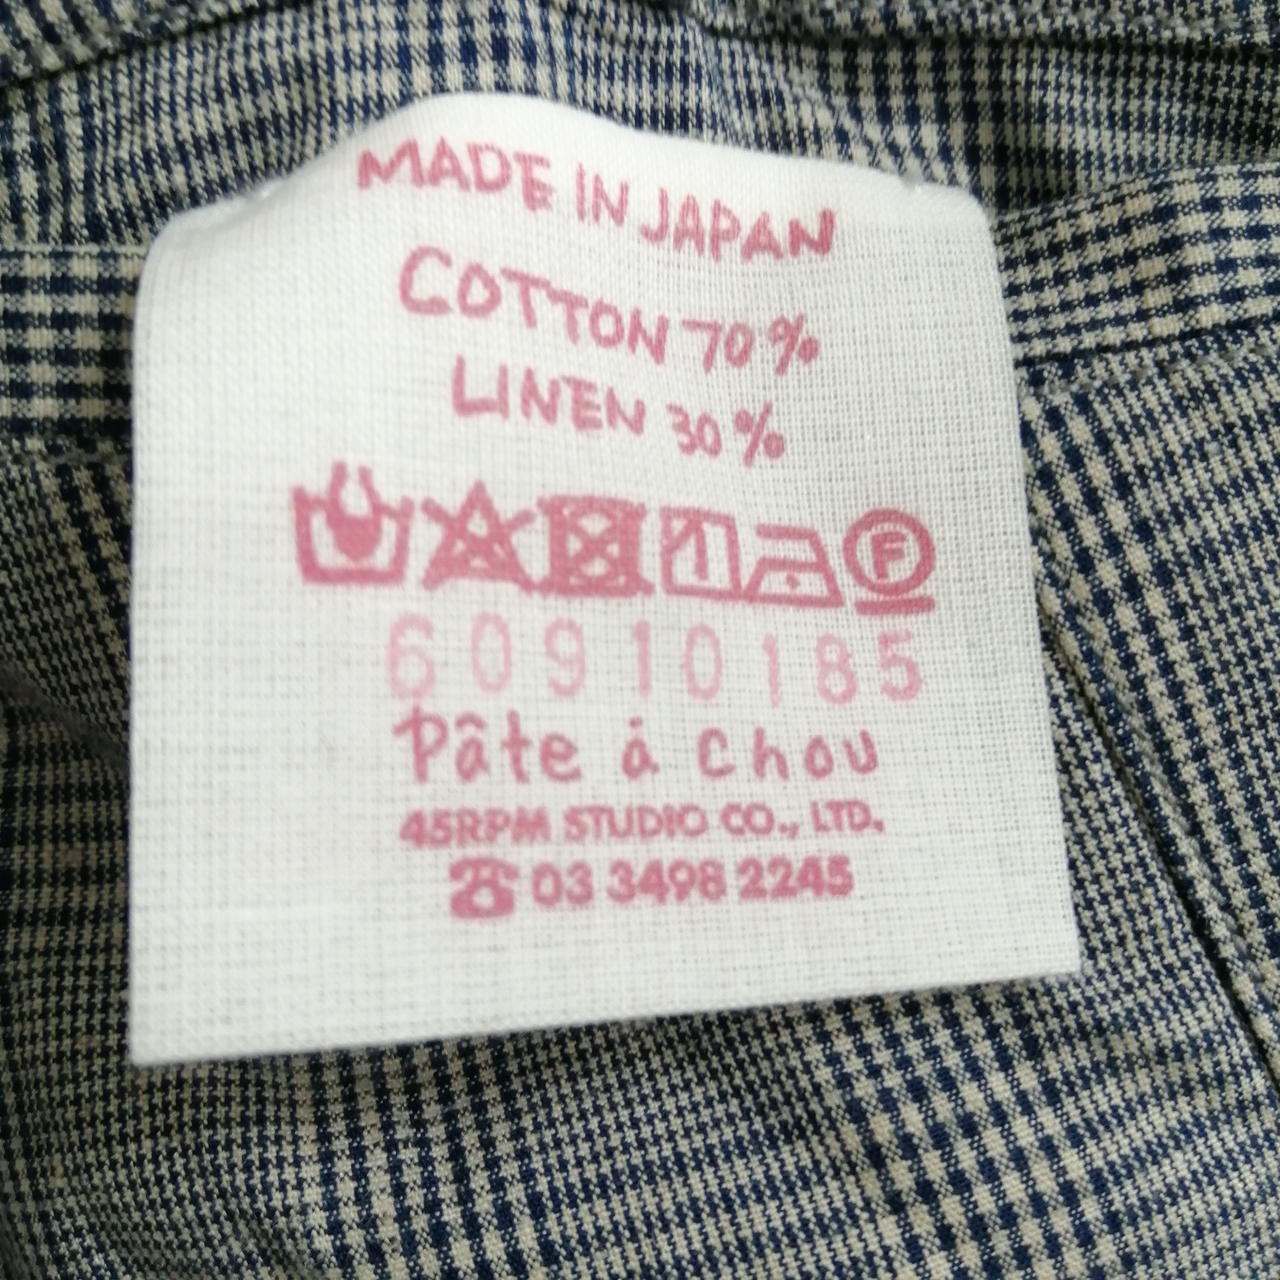 MADE IN JAPAN
COTTON 70%
LINEN 30%
F
60910185
Pâte à chou
45RPM STUDIO CO., LTD.
☎ 03 3498 2245